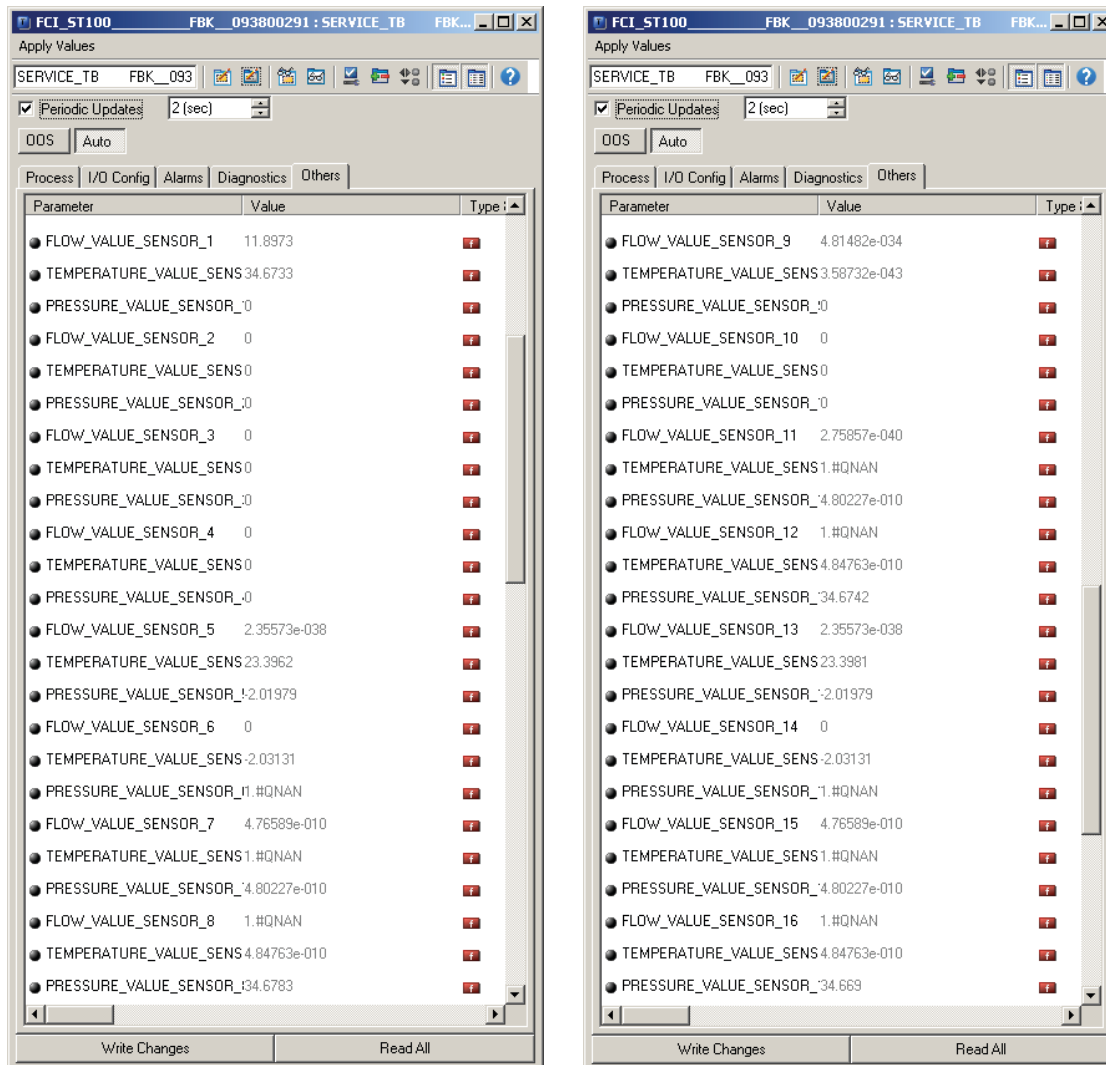 FCI_ST100__________FBK__093800291 : SERVICE_TB FBK...
Apply Values
SERVICE_TB FBK__093
Periodic Updates 2 (sec)
OOS Auto
Process I/O Config Alarms Diagnostics Others
Parameter Value Type
FLOW_VALUE_SENSOR_1 11.8973
TEMPERATURE_VALUE_SENS 34.6733
PRESSURE_VALUE_SENSOR_ 0
FLOW_VALUE_SENSOR_2 0
TEMPERATURE_VALUE_SENS 0
PRESSURE_VALUE_SENSOR_ 0
FLOW_VALUE_SENSOR_3 0
TEMPERATURE_VALUE_SENS 0
PRESSURE_VALUE_SENSOR_ 0
FLOW_VALUE_SENSOR_4 0
TEMPERATURE_VALUE_SENS 0
PRESSURE_VALUE_SENSOR_ 0
FLOW_VALUE_SENSOR_5 2.35573e-038
TEMPERATURE_VALUE_SENS 23.3962
PRESSURE_VALUE_SENSOR_ -2.01979
FLOW_VALUE_SENSOR_6 0
TEMPERATURE_VALUE_SENS -2.03131
PRESSURE_VALUE_SENSOR_ 1.#QNAN
FLOW_VALUE_SENSOR_7 4.76589e-010
TEMPERATURE_VALUE_SENS 1.#QNAN
PRESSURE_VALUE_SENSOR_ 4.80227e-010
FLOW_VALUE_SENSOR_8 1.#QNAN
TEMPERATURE_VALUE_SENS 4.84763e-010
PRESSURE_VALUE_SENSOR_ 34.6783
Write Changes Read All
FCI_ST100__________FBK__093800291 : SERVICE_TB FBK...
Apply Values
SERVICE_TB FBK__093
Periodic Updates 2 (sec)
OOS Auto
Process I/O Config Alarms Diagnostics Others
Parameter Value Type
FLOW_VALUE_SENSOR_9 4.81482e-034
TEMPERATURE_VALUE_SENS 3.58732e-043
PRESSURE_VALUE_SENSOR_ 0
FLOW_VALUE_SENSOR_10 0
TEMPERATURE_VALUE_SENS 0
PRESSURE_VALUE_SENSOR_ 0
FLOW_VALUE_SENSOR_11 2.75857e-040
TEMPERATURE_VALUE_SENS 1.#QNAN
PRESSURE_VALUE_SENSOR_ 4.80227e-010
FLOW_VALUE_SENSOR_12 1.#QNAN
TEMPERATURE_VALUE_SENS 4.84763e-010
PRESSURE_VALUE_SENSOR_ 34.6742
FLOW_VALUE_SENSOR_13 2.35573e-038
TEMPERATURE_VALUE_SENS 23.3981
PRESSURE_VALUE_SENSOR_ -2.01979
FLOW_VALUE_SENSOR_14 0
TEMPERATURE_VALUE_SENS -2.03131
PRESSURE_VALUE_SENSOR_ 1.#QNAN
FLOW_VALUE_SENSOR_15 4.76589e-010
TEMPERATURE_VALUE_SENS 1.#QNAN
PRESSURE_VALUE_SENSOR_ 4.80227e-010
FLOW_VALUE_SENSOR_16 1.#QNAN
TEMPERATURE_VALUE_SENS 4.84763e-010
PRESSURE_VALUE_SENSOR_ 34.669
Write Changes Read All